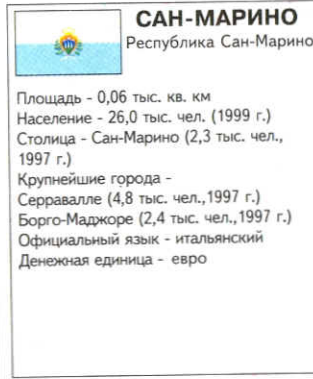 САН-МАРИНО
Республика Сан-Марино
Площадь - 0,06 тыс. кв. км
Население - 26,0 тыс. чел. (1999 г.)
Столица - Сан-Марино (2,3 тыс. чел.,
1997 г.)
Крупнейшие города -
Серравалле (4,8 тыс. чел.,1997 г.)
Борго-Маджоре (2,4 тыс. чел.,1997 г.)
Официальный язык - итальянский
Денежная единица - евро